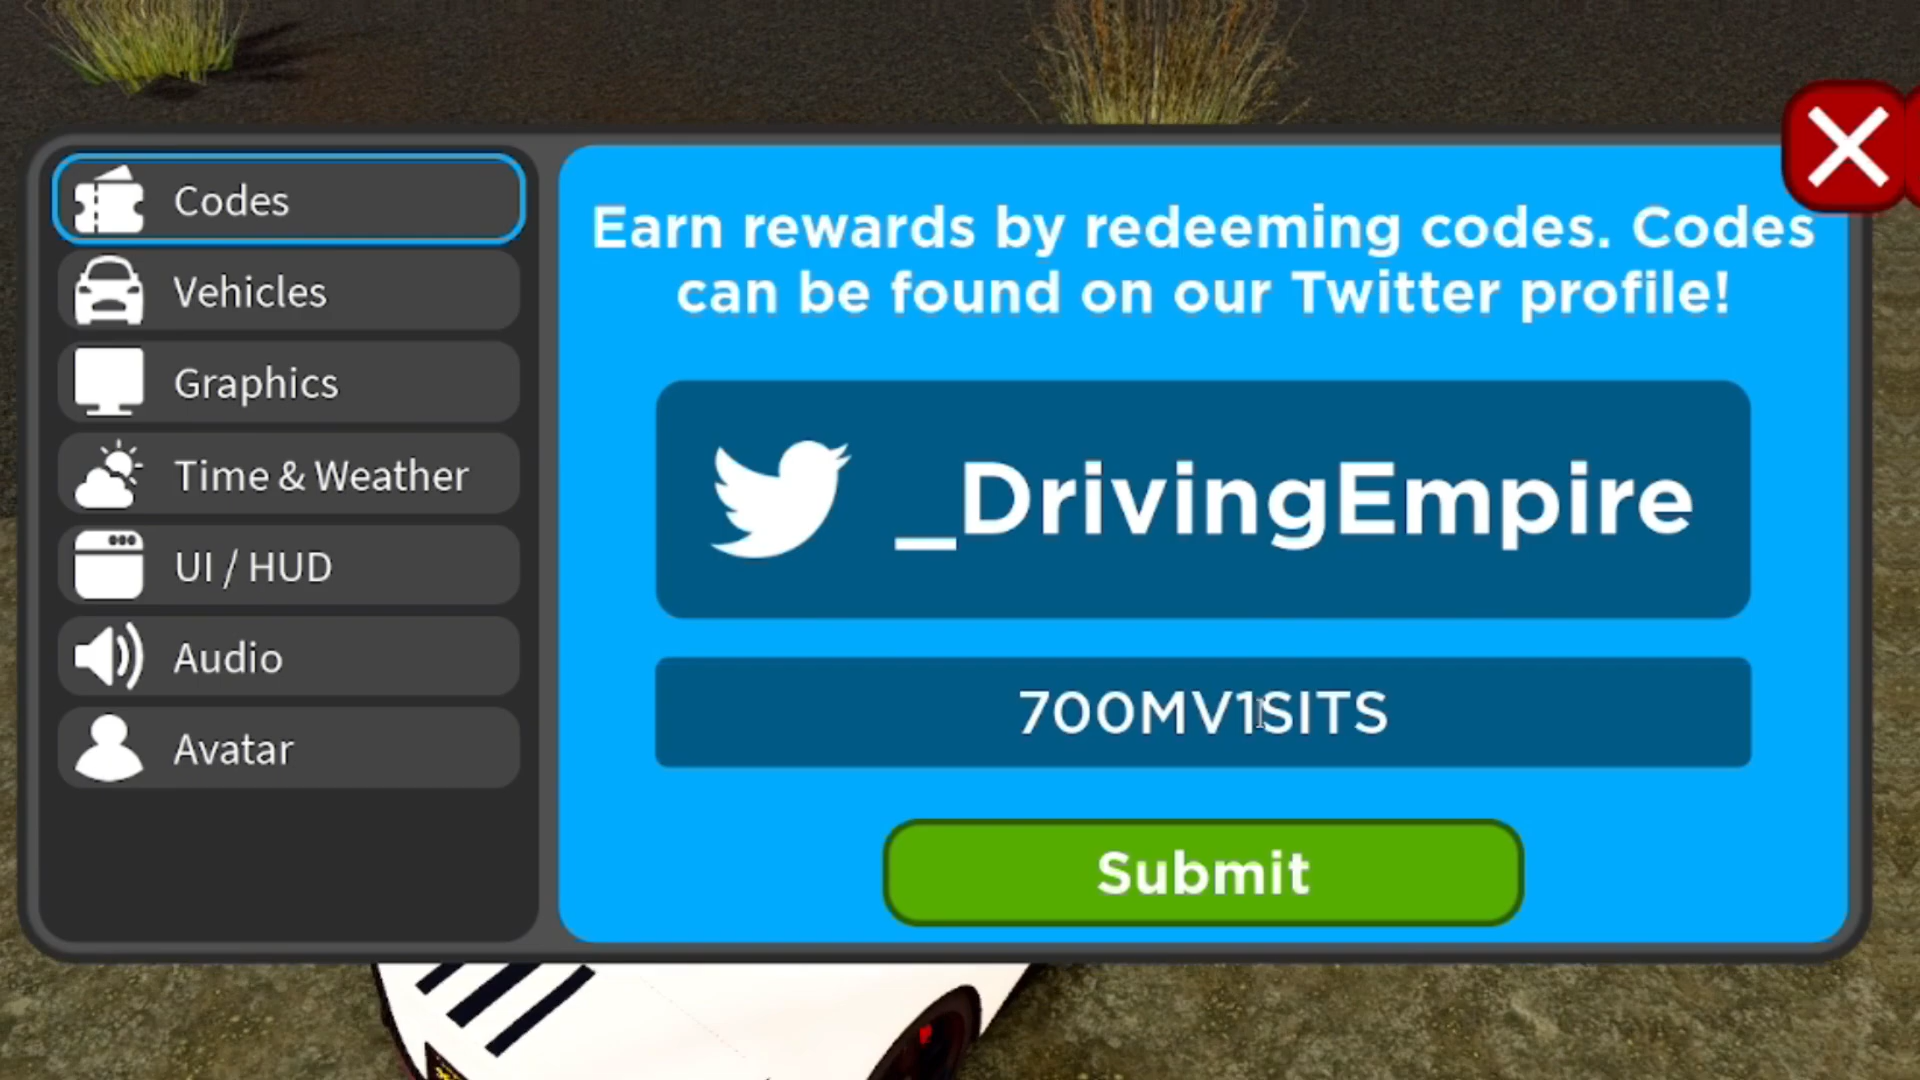 Codes
Vehicles
Graphics
Time & Weather
UI / HUD
Audio
Avatar
Earn rewards by redeeming codes. Codes
can be found on our Twitter profile!
_DrivingEmpire
700MV1SITS
Submit